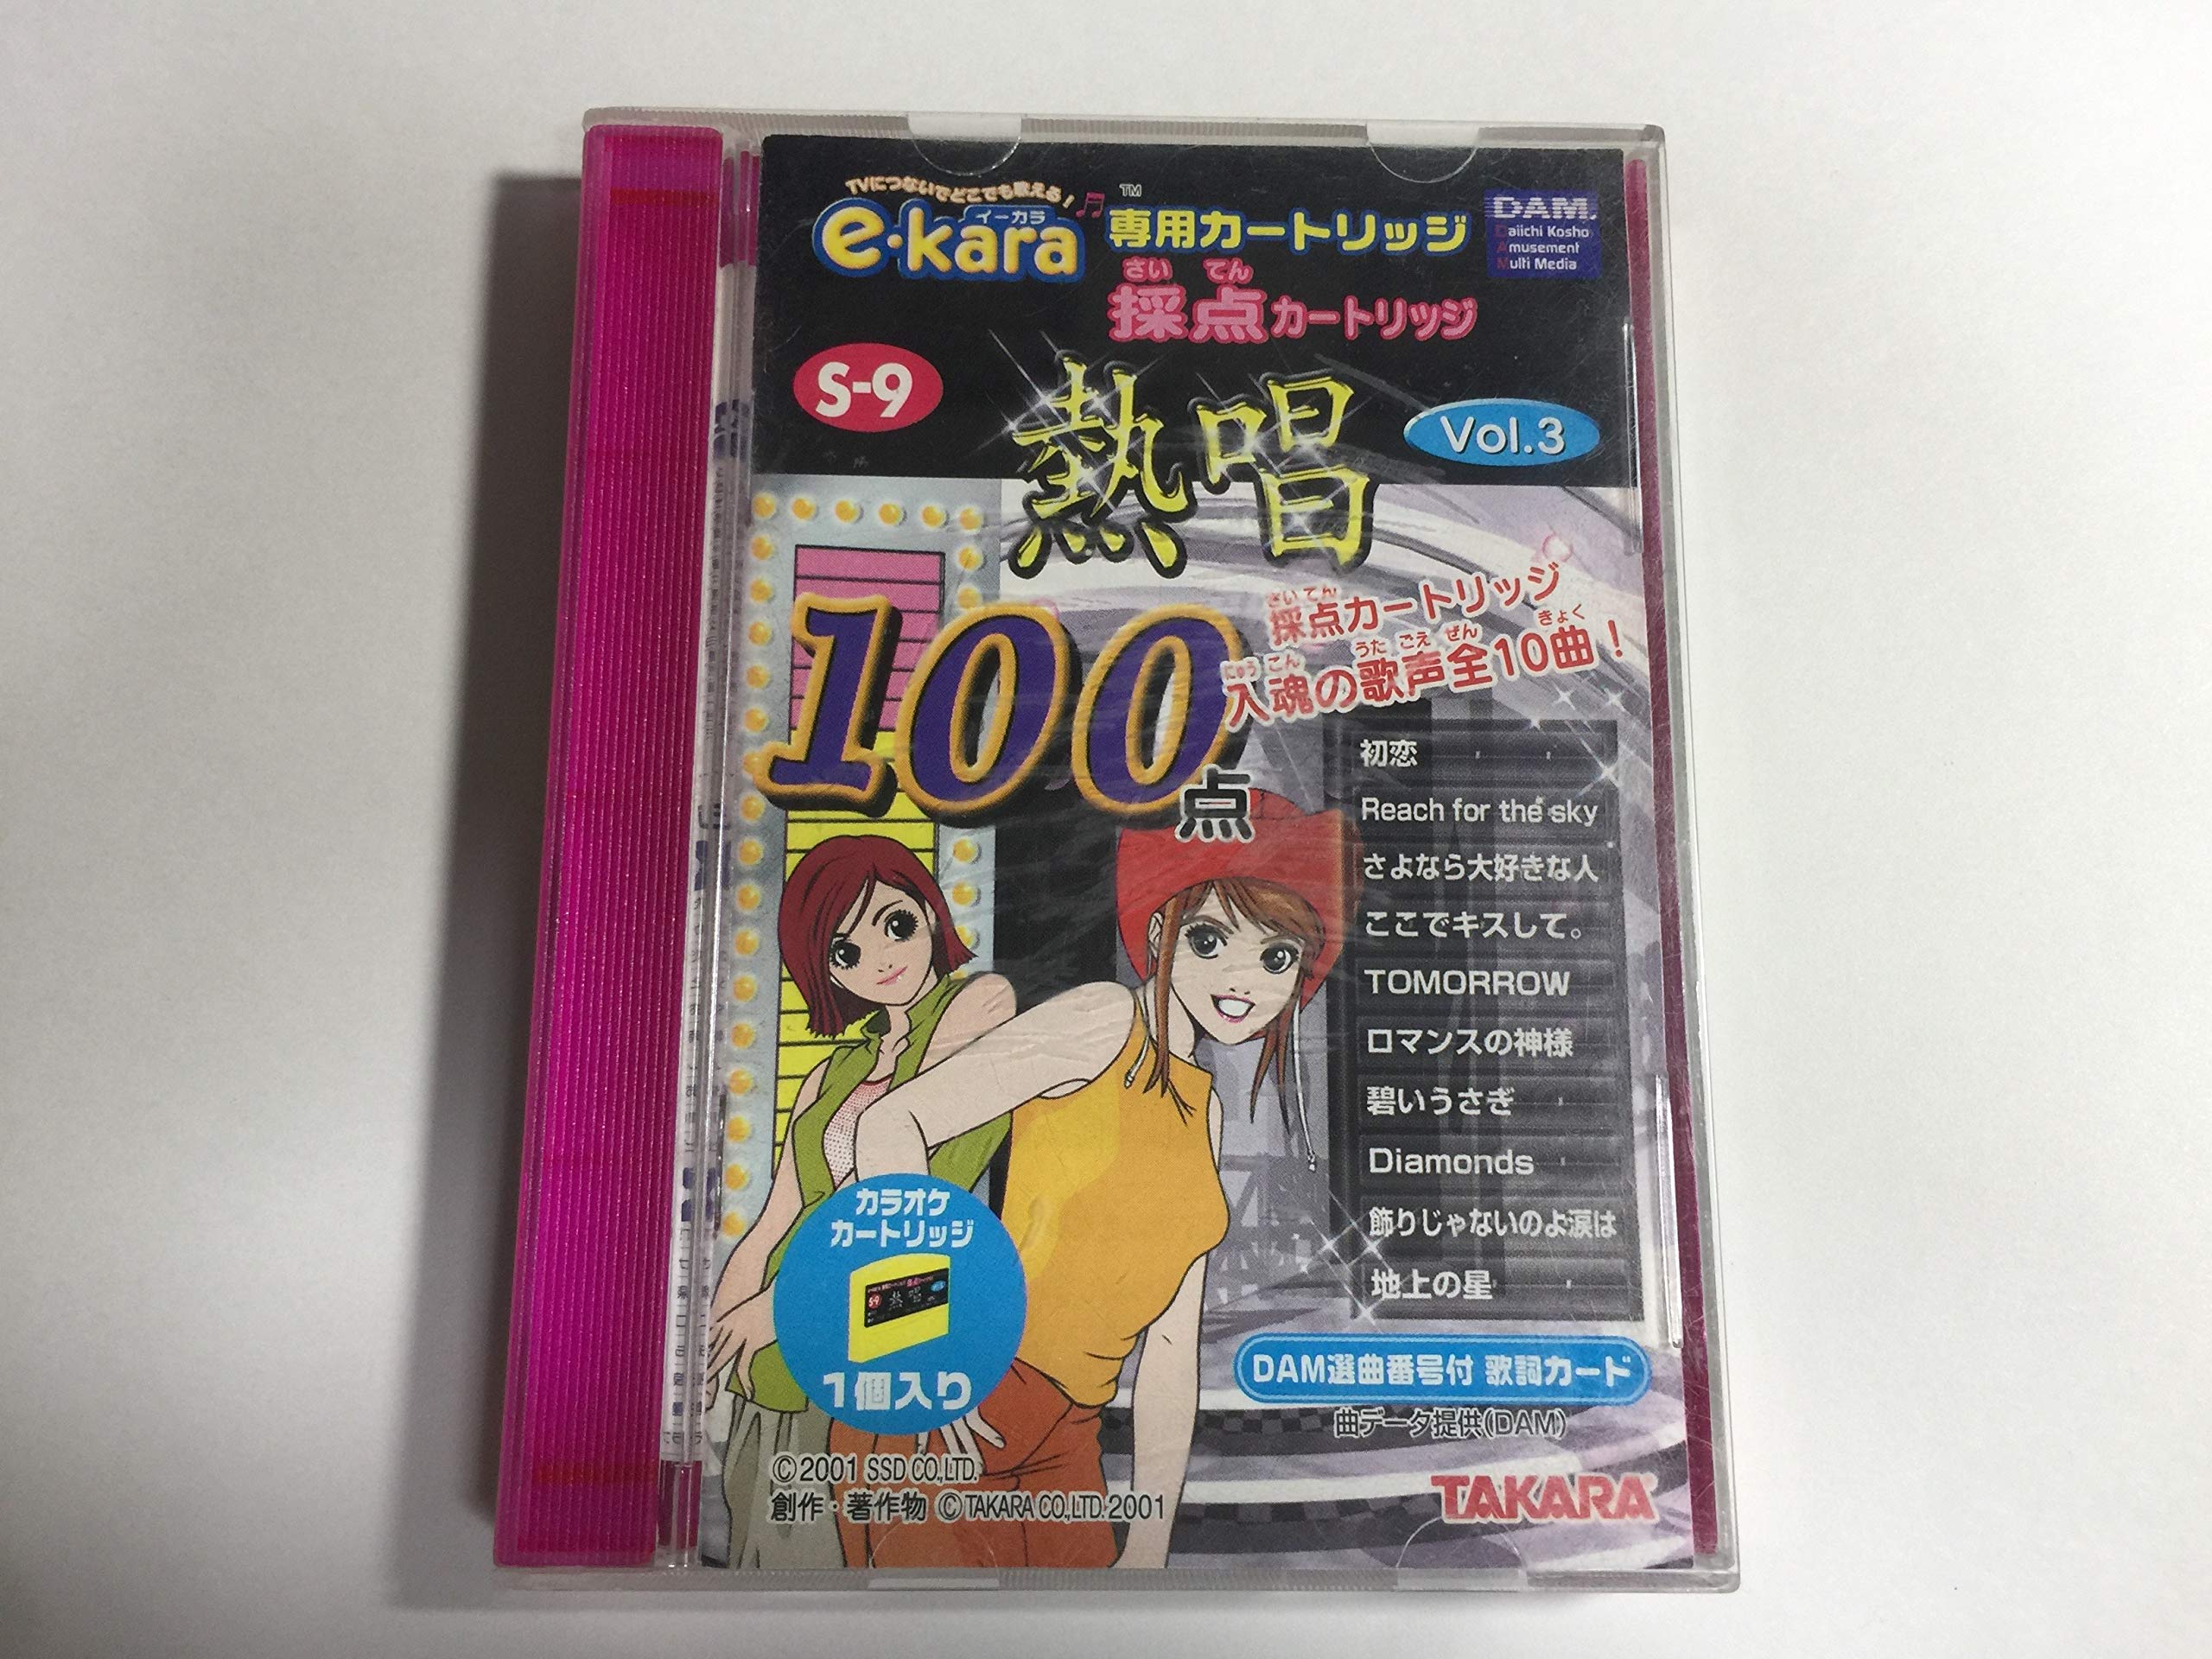 TVにつないでどこでも歌える!
イーカラ
e・kara ™ 専用カートリッジ
DAM.
Daiichi Kosho
Amusement
Multi Media
さい てん
採点カートリッジ
S-9
熱唱
Vol.3
100点
さい てん
採点カートリッジ
にゅう こん うた ごえ ぜん きょく
入魂の歌声全10曲!
初恋
Reach for the sky
さよなら大好きな人
ここでキスして。
TOMORROW
ロマンスの神様
碧いうさぎ
Diamonds
飾りじゃないのよ涙は
地上の星
カラオケ
カートリッジ
1個入り
DAM選曲番号付 歌詞カード
曲データ提供(DAM)
©2001 SSD CO.,LTD.
創作・著作物 ©TAKARA CO.,LTD.2001
TAKARA